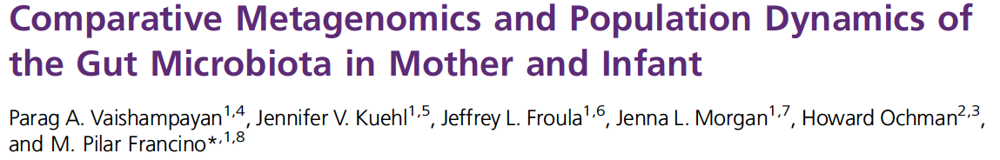 Comparative Metagenomics and Population Dynamics of
the Gut Microbiota in Mother and Infant
Parag A. Vaishampayan1,4, Jennifer V. Kuehl1,5, Jeffrey L. Froula1,6, Jenna L. Morgan1,7, Howard Ochman2,3,
and M. Pilar Francino*,1,8